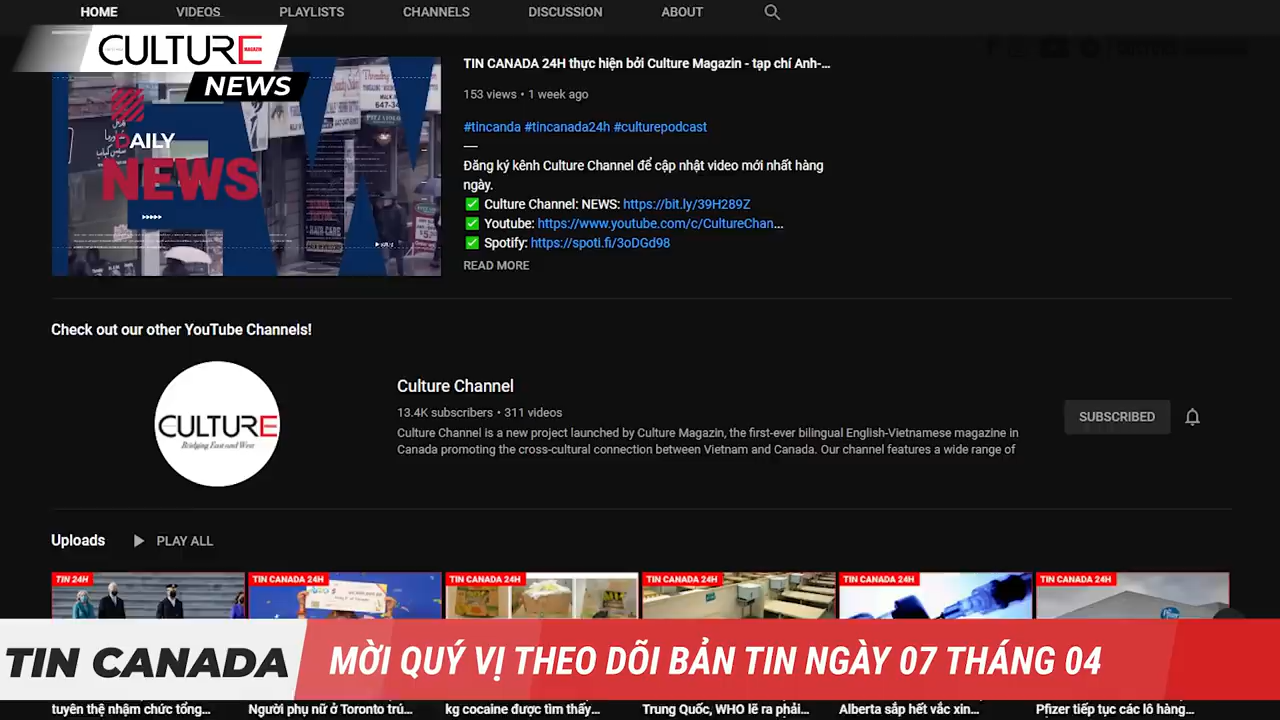 HOME VIDEOS PLAYLISTS CHANNELS DISCUSSION ABOUT
CULTURE
MAGAZIN
NEWS
DAILY
NEWS
TIN CANADA 24H thực hiện bởi Culture Magazin - tạp chí Anh-...
153 views • 1 week ago
#tincanda #tincanada24h #culturepodcast
—
Đăng ký kênh Culture Channel để cập nhật video mới nhất hàng
ngày.
✅ Culture Channel: NEWS: https://bit.ly/39H289Z
✅ Youtube: https://www.youtube.com/c/CultureChan...
✅ Spotify: https://spoti.fi/3oDGd98
READ MORE
Check out our other YouTube Channels!
CULTURE
Bridging East and West
Culture Channel
13.4K subscribers • 311 videos
Culture Channel is a new project launched by Culture Magazin, the first-ever bilingual English-Vietnamese magazine in
Canada promoting the cross-cultural connection between Vietnam and Canada. Our channel features a wide range of
SUBSCRIBED
Uploads PLAY ALL
TIN 24H TIN CANADA 24H TIN CANADA 24H TIN CANADA 24H TIN CANADA 24H TIN CANADA 24H
TIN CANADA MỜI QUÝ VỊ THEO DÕI BẢN TIN NGÀY 07 THÁNG 04
tuyên thệ nhậm chức tổng... Người phụ nữ ở Toronto trú... kg cocaine được tìm thấy... Trung Quốc, WHO lẽ ra phải... Alberta sắp hết vắc xin... Pfizer tiếp tục các lô hàng...